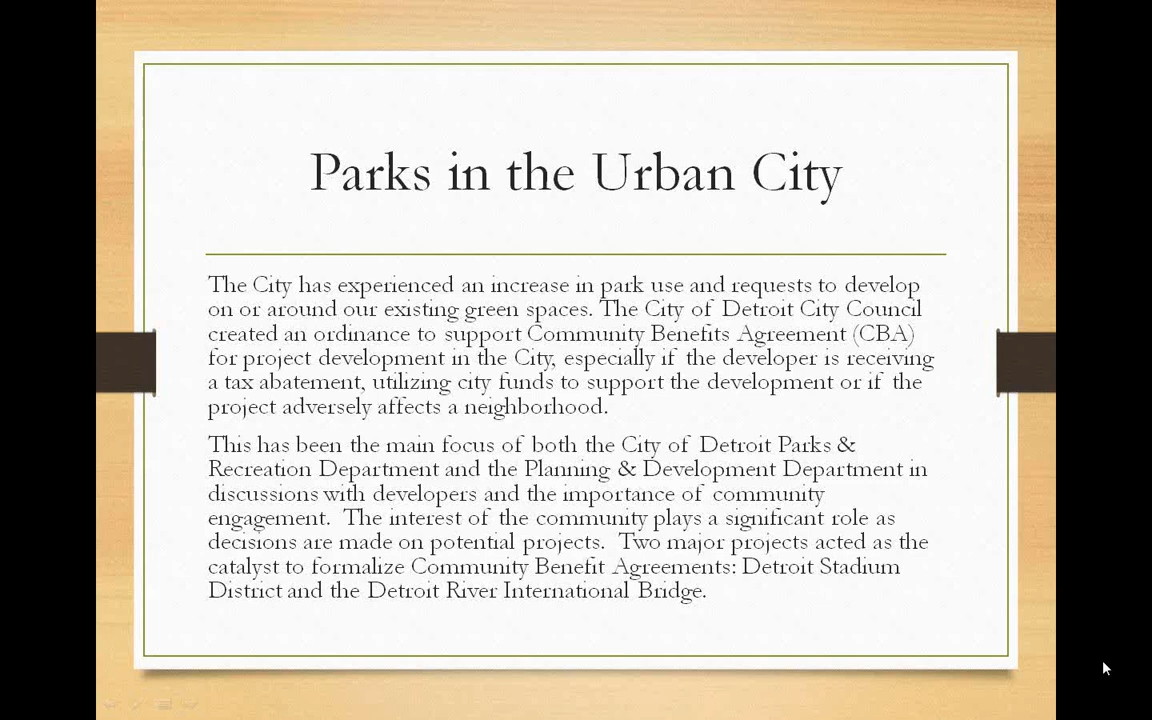 Parks in the Urban City
The City has experienced an increase in park use and requests to develop
on or around our existing green spaces. The City of Detroit City Council
created an ordinance to support Community Benefits Agreement (CBA)
for project development in the City, especially if the developer is receiving
a tax abatement, utilizing city funds to support the development or if the
project adversely affects a neighborhood.
This has been the main focus of both the City of Detroit Parks &
Recreation Department and the Planning & Development Department in
discussions with developers and the importance of community
engagement. The interest of the community plays a significant role as
decisions are made on potential projects. Two major projects acted as the
catalyst to formalize Community Benefit Agreements: Detroit Stadium
District and the Detroit River International Bridge.